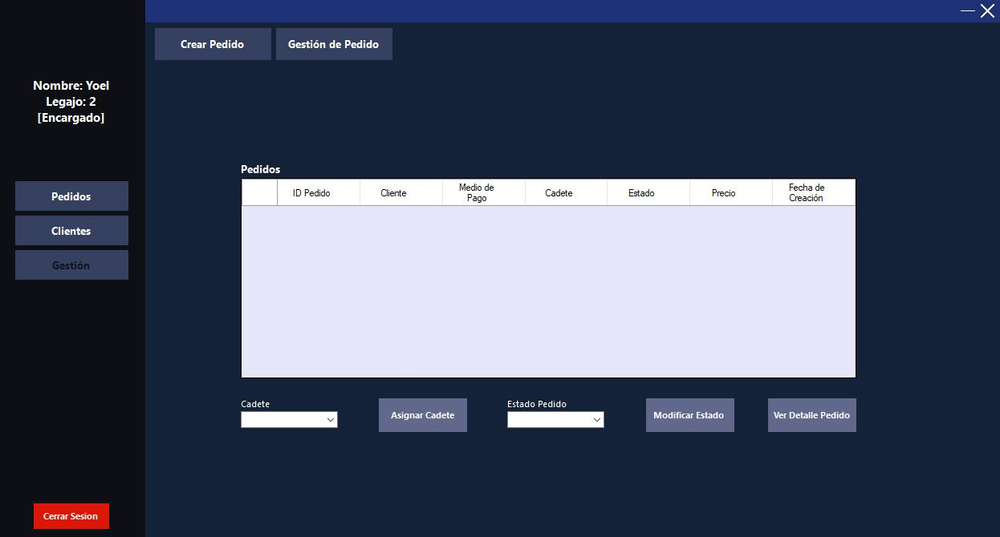 Crear Pedido
Gestión de Pedido
Nombre: Yoel
Legajo: 2
[Encargado]
Pedidos
Clientes
Gestión
Cerrar Sesion
Pedidos
ID Pedido
Cliente
Medio de
Pago
Cadete
Estado
Precio
Fecha de
Creación
Cadete
Asignar Cadete
Estado Pedido
Modificar Estado
Ver Detalle Pedido